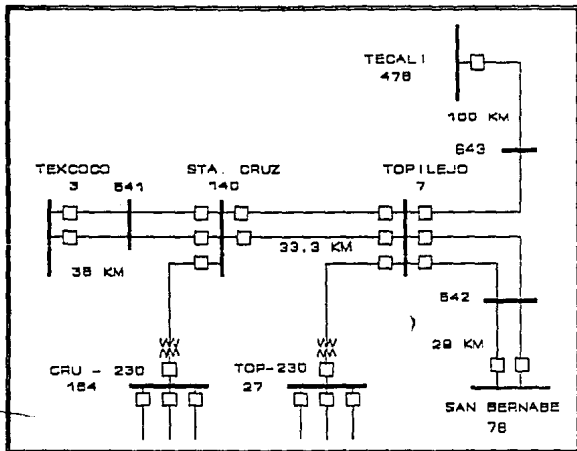 TECALI
478
100 KM
643
TEXCOCO
3
641
STA. CRUZ
140
TOPILEJO
7
33.3 KM
38 KM
642
29 KM
CRU - 230
184
TOP-230
27
SAN BERNABE
78